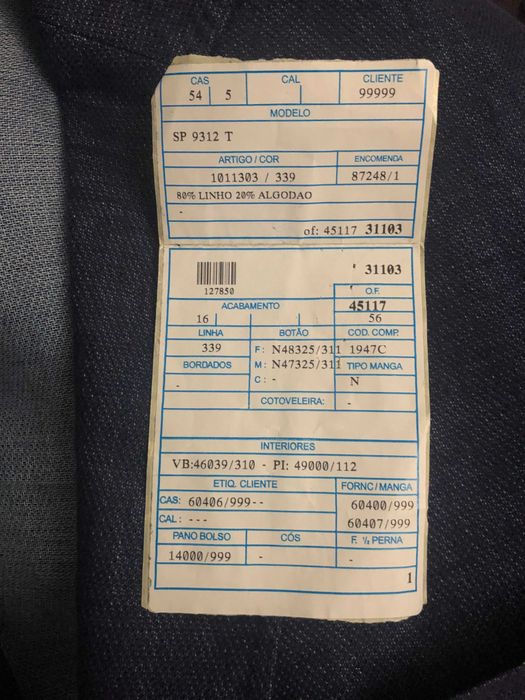 CAS CAL CLIENTE
54 5 99999
MODELO
SP 9312 T
ARTIGO / COR ENCOMENDA
1011303 / 339 87248/1
80% LINHO 20% ALGODAO
-
of: 45117 31103
31103
127850 O.F.
ACABAMENTO 45117
16 56
LINHA BOTÃO COD. COMP.
339 F: N48325/311 1947C
BORDADOS M: N47325/311 TIPO MANGA
- C: - N
COTOVELEIRA: -
INTERIORES
VB:46039/310 - PI: 49000/112
ETIQ. CLIENTE FORNC/MANGA
CAS: 60406/999-- 60400/999
CAL: --- 60407/999
PANO BOLSO CÓS F. ½ PERNA
14000/999 - -
1